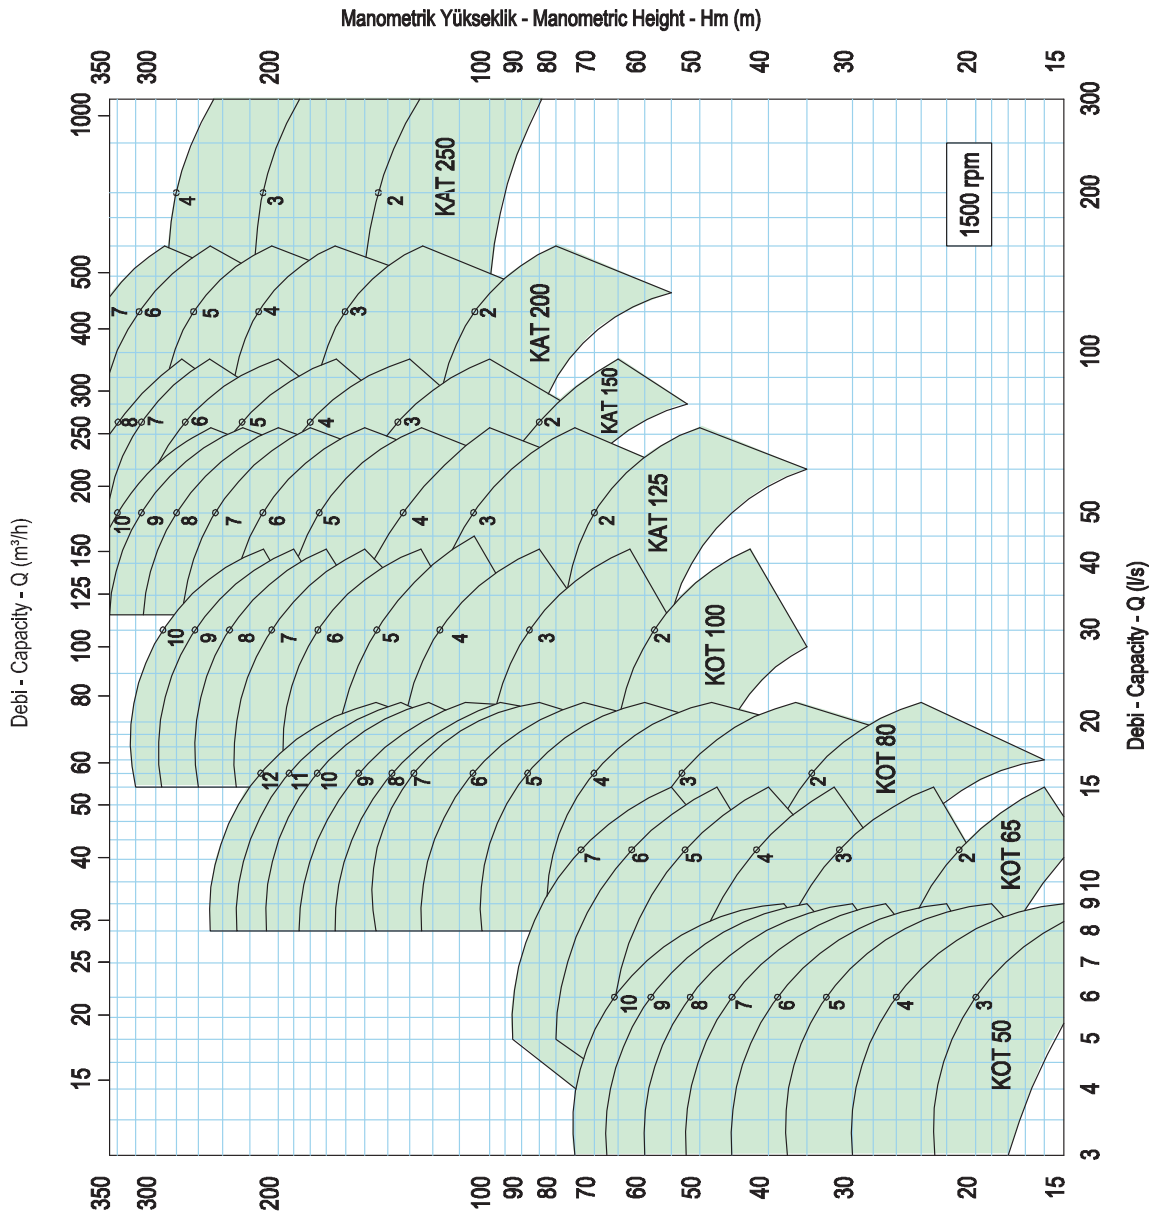 Manometrik Yükseklik - Manometric Height - Hm (m)
350 300 200 100 90 80 70 60 50 40 30 20 15
Debi - Capacity - Q (m³/h)
1000
500
400
300
250
200
150
125
100
80
60
50
40
30
25
20
15
Debi - Capacity - Q (l/s)
300
200
100
50
40
30
20
15
10
9
8
7
6
5
4
3
1500 rpm
4 3 2
KAT 250
7 6 5 4 3 2
KAT 200
8 7 6 5 4 3 2
KAT 150
10 9 8 7 6 5 4 3 2
KAT 125
10 9 8 7 6 5 4 3 2
KOT 100
12 11 10 9 8 7 6 5 4 3 2
KOT 80
7 6 5 4 3 2
KOT 65
10 9 8 7 6 5 4 3
KOT 50
350 300 200 100 90 80 70 60 50 40 30 20 15